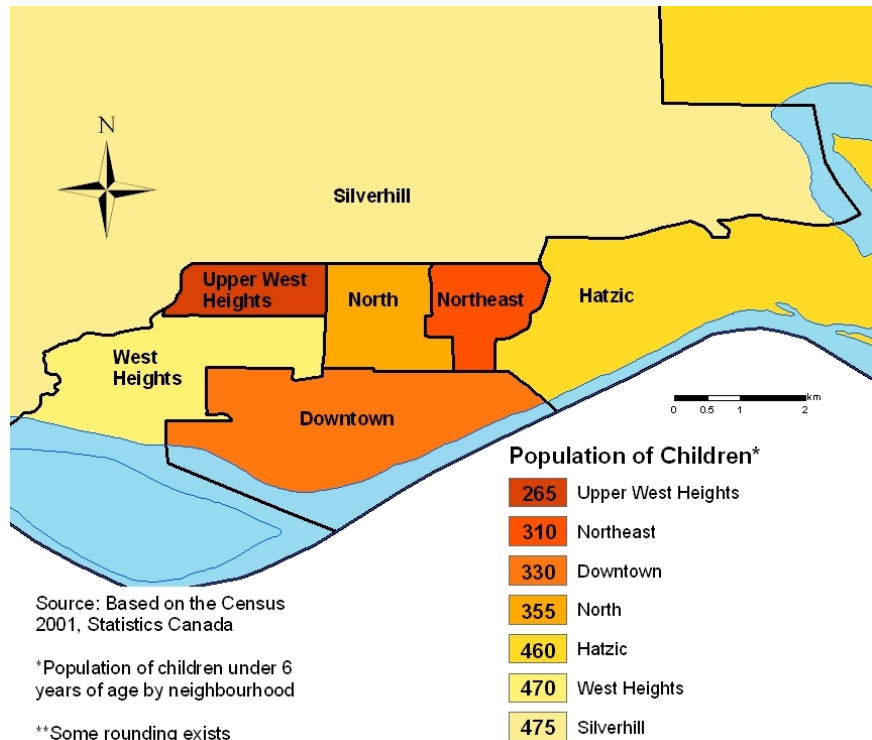 N
Silverhill
Upper West
Heights
North
Northeast
Hatzic
West
Heights
Downtown
km
0 0.5 1 2
Population of Children*
265 Upper West Heights
310 Northeast
330 Downtown
355 North
460 Hatzic
470 West Heights
475 Silverhill
Source: Based on the Census
2001, Statistics Canada
*Population of children under 6
years of age by neighbourhood
**Some rounding exists